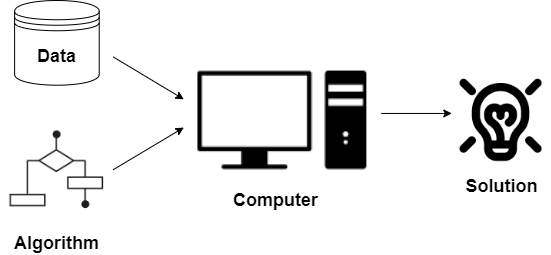 Data
Algorithm
Computer
Solution